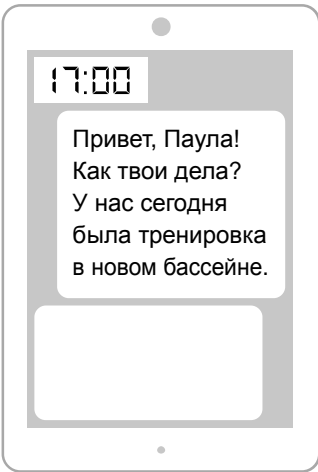 17:00
Привет, Паула!
Как твои дела?
У нас сегодня
была тренировка
в новом бассейне.